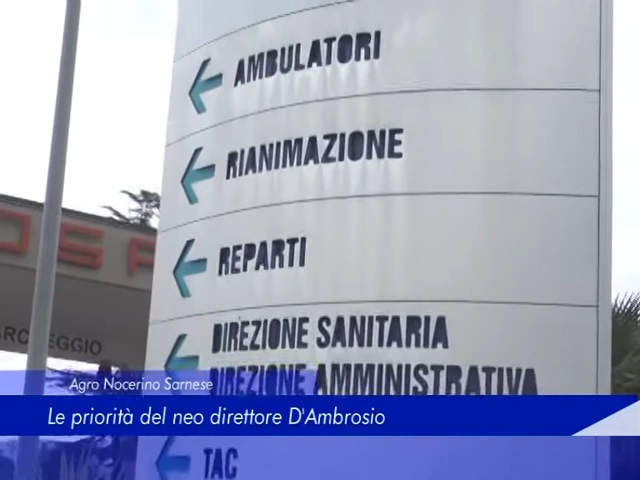 AMBULATORI
RIANIMAZIONE
REPARTI
DIREZIONE SANITARIA
DIREZIONE AMMINISTRATIVA
Agro Nocerino Sarnese
Le priorità del neo direttore D'Ambrosio
TAC